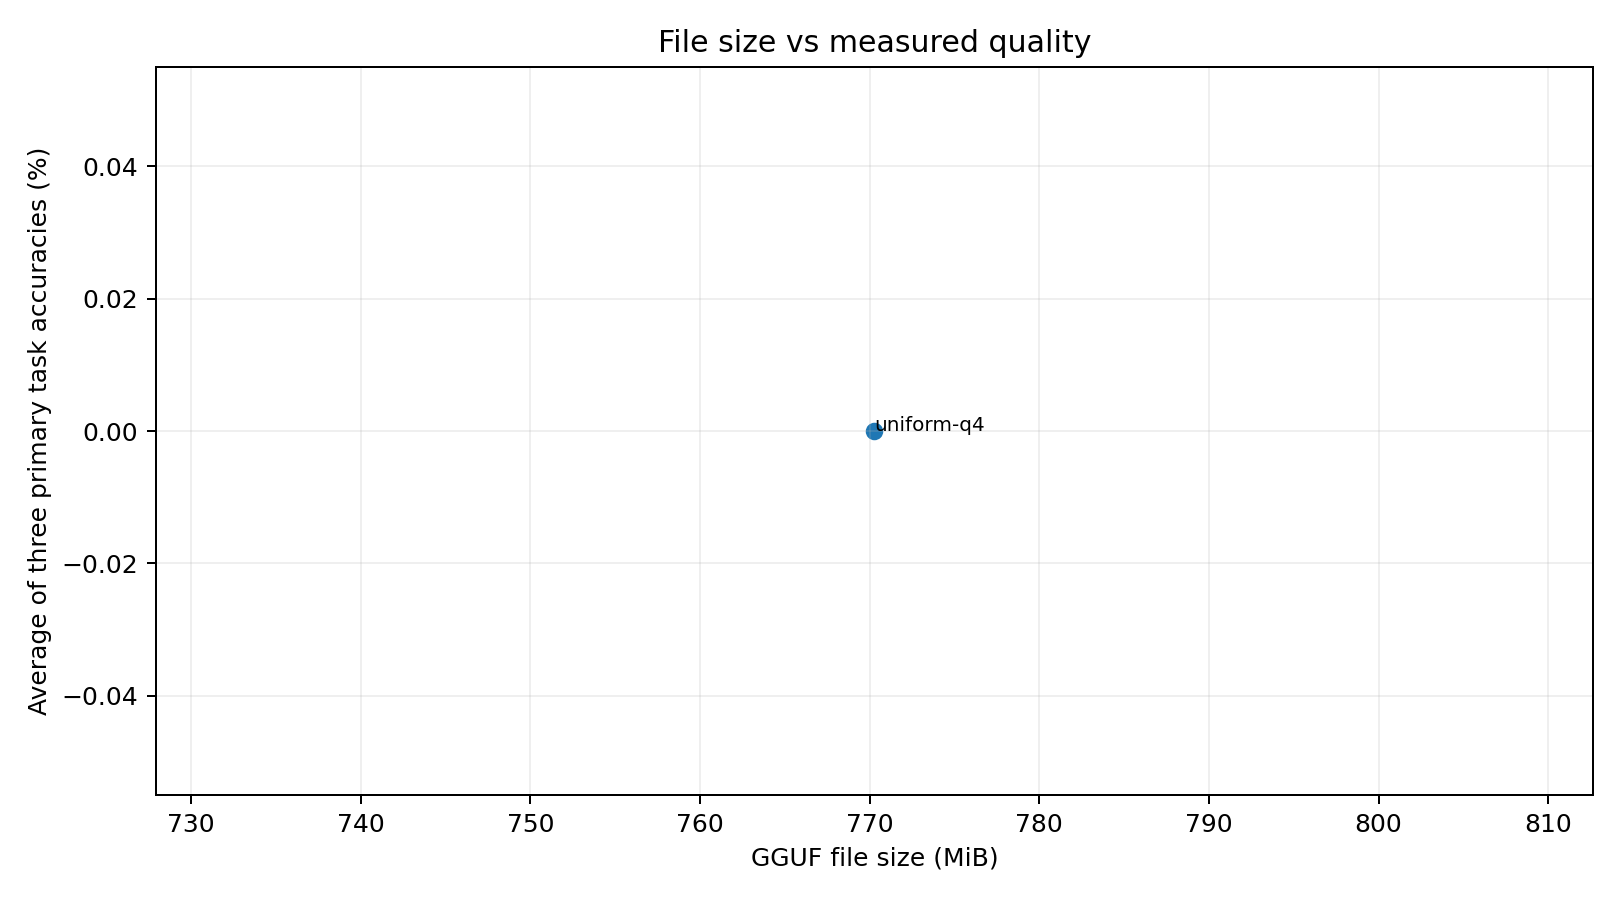 File size vs measured quality
Average of three primary task accuracies (%)
0.04
0.02
0.00
−0.02
−0.04
uniform-q4
730 740 750 760 770 780 790 800 810
GGUF file size (MiB)